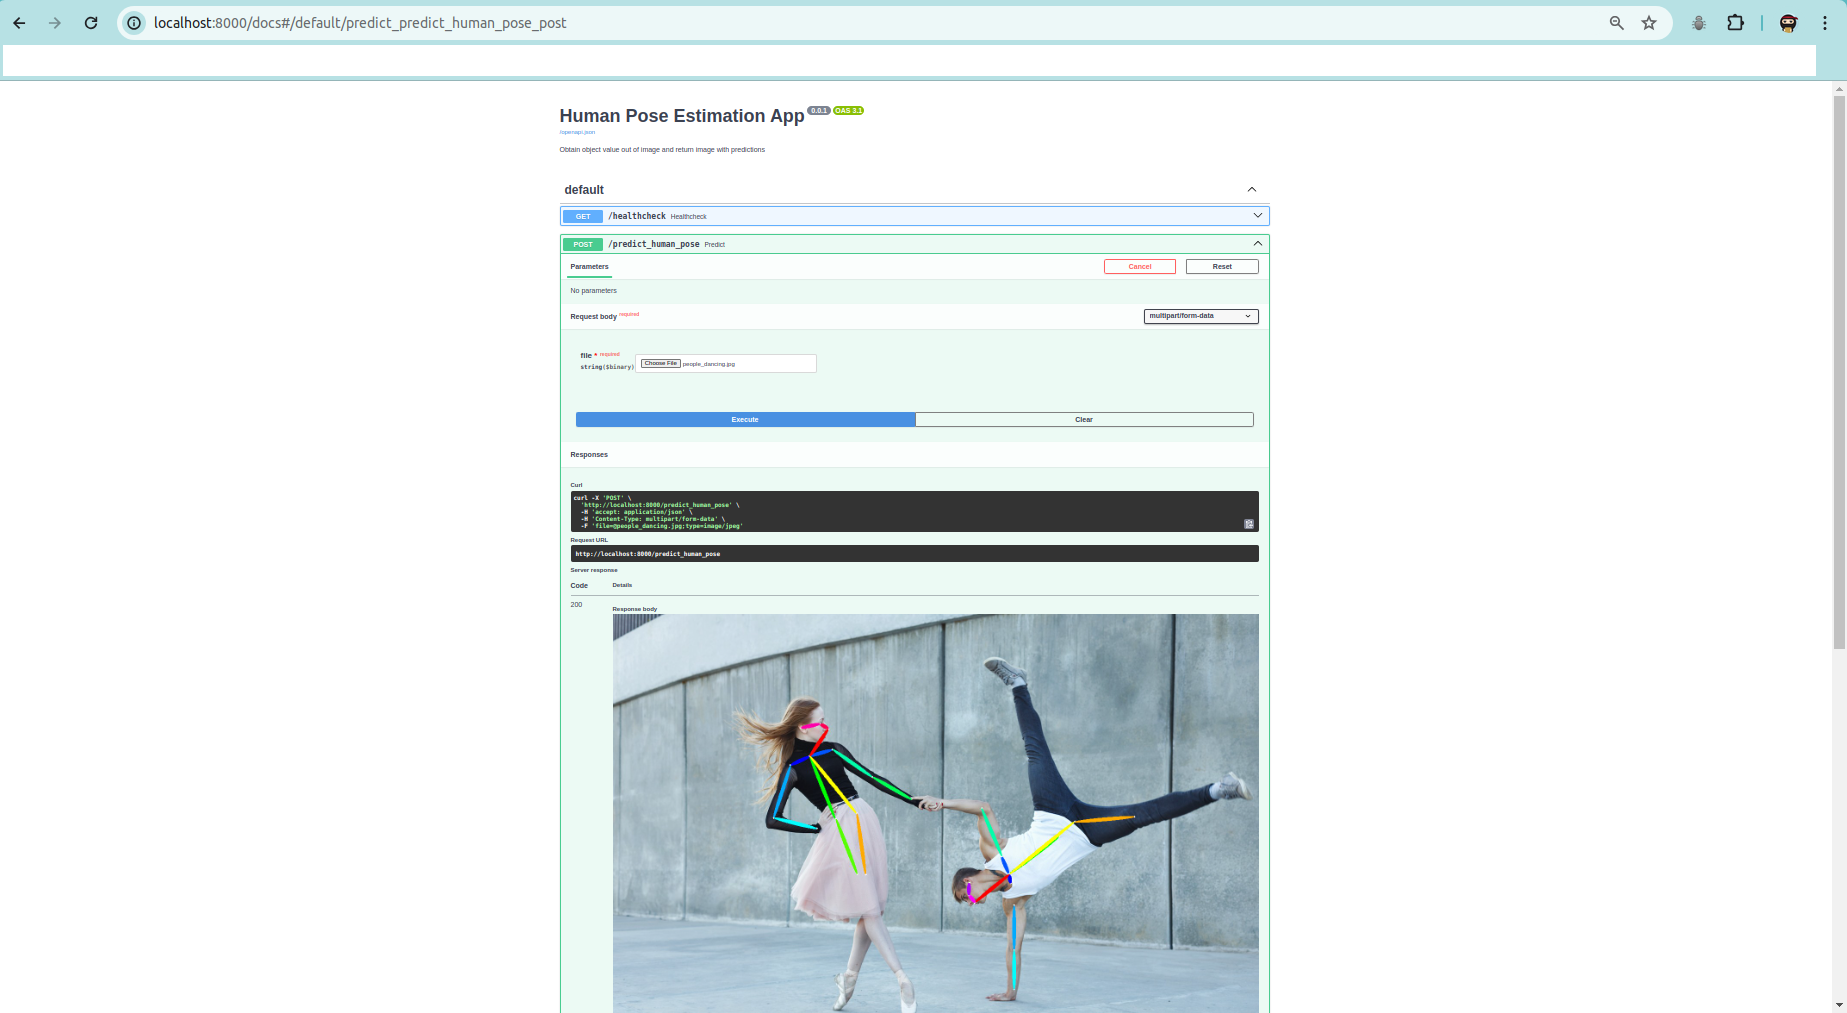 localhost:8000/docs#/default/predict_predict_human_pose_post
Human Pose Estimation App 0.0.1 OAS 3.1
/openapi.json
Obtain object value out of image and return image with predictions
default
GET /healthcheck Healthcheck
POST /predict_human_pose Predict
Parameters Cancel Reset
No parameters
Request body required multipart/form-data
file * required
string($binary) Choose File people_dancing.jpg
Execute Clear
Responses
Curl
curl -X 'POST' \
'http://localhost:8000/predict_human_pose' \
-H 'accept: application/json' \
-H 'Content-Type: multipart/form-data' \
-F 'file=@people_dancing.jpg;type=image/jpeg'
Request URL
http://localhost:8000/predict_human_pose
Server response
Code Details
200
Response body